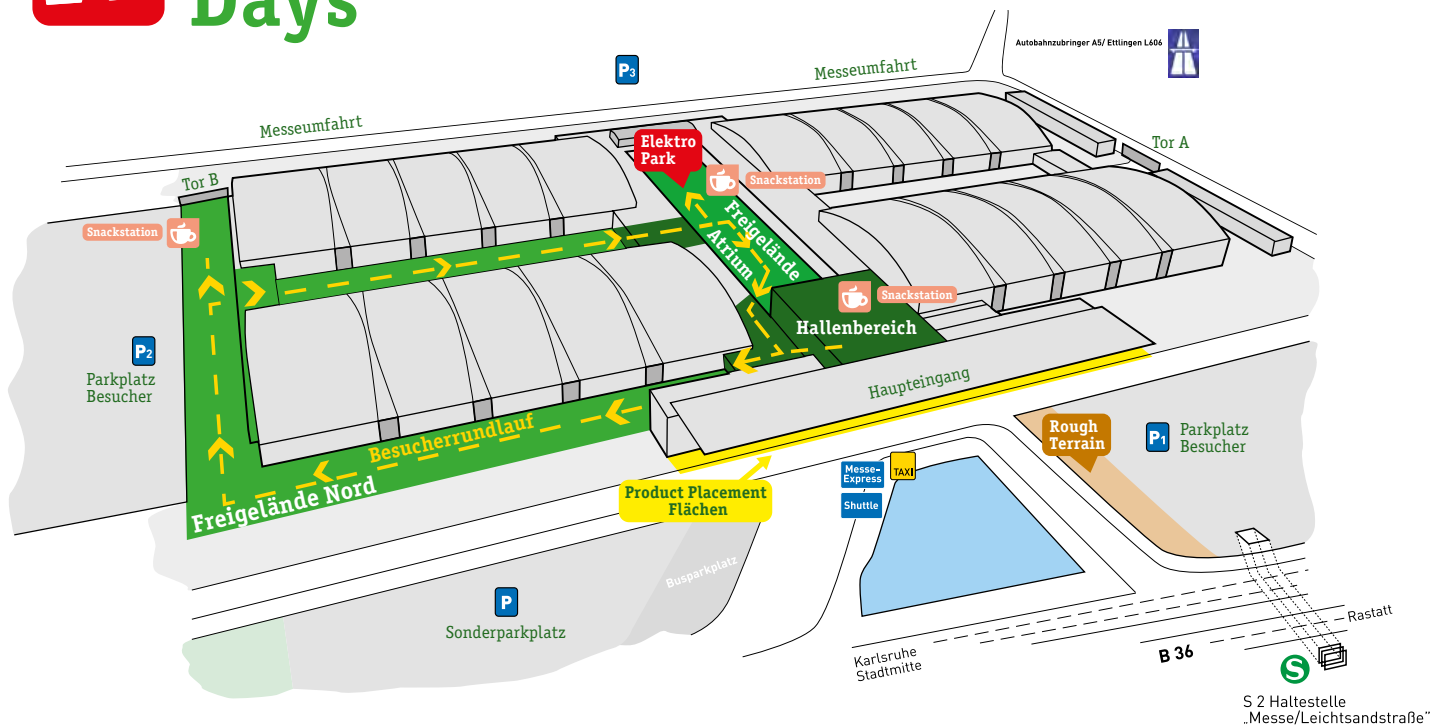 Days
Autobahnzubringer A5/ Ettlingen L606
P3
Messeumfahrt
Messeumfahrt
Elektro
Park
Tor A
Snackstation
Tor B
Snackstation
Freigelände
Atrium
Snackstation
Hallenbereich
P2
Parkplatz
Besucher
Haupteingang
Besucherrundlauf
Rough
Terrain
P1
Parkplatz
Besucher
Messe-
Express
TAXI
Shuttle
Freigelände Nord
Product Placement
Flächen
Busparkplatz
P
Sonderparkplatz
Karlsruhe
Stadtmitte
B 36
Rastatt
S
S 2 Haltestelle
„Messe/Leichtsandstraße"